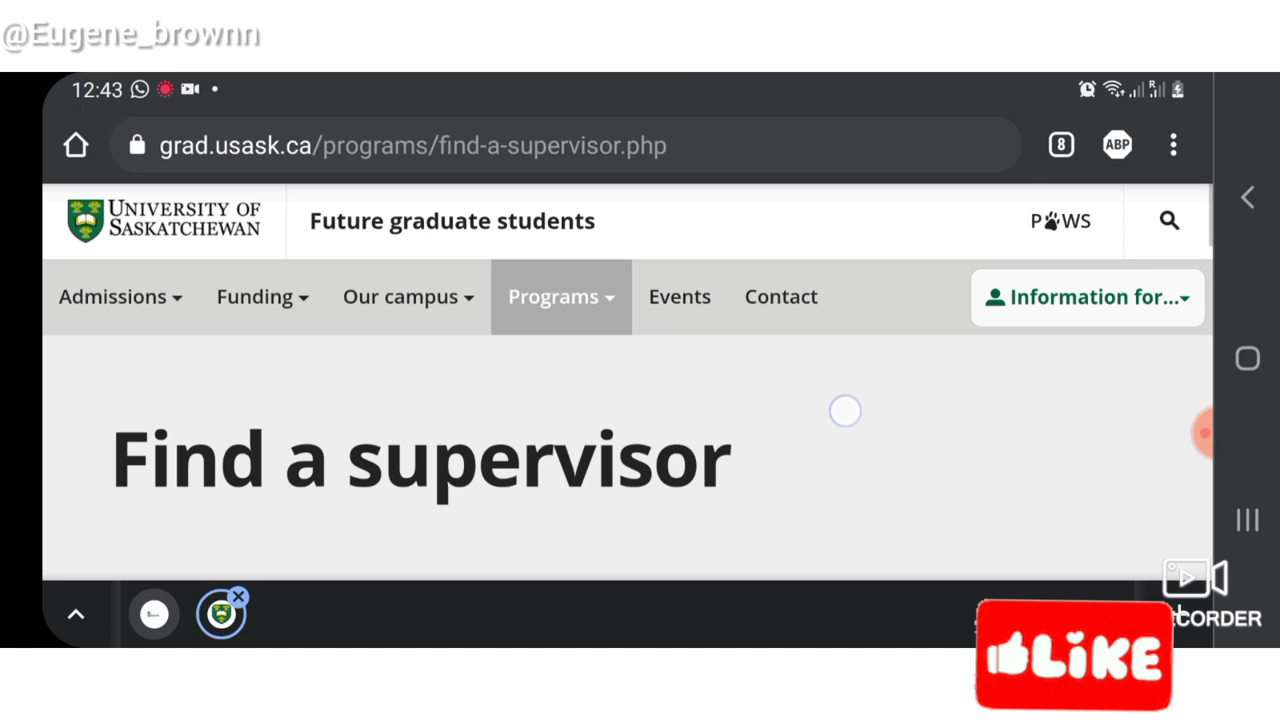 @Eugene_brownn
12:43
grad.usask.ca/programs/find-a-supervisor.php
8
ABP
UNIVERSITY OF
SASKATCHEWAN
Future graduate students
PAWS
Admissions
Funding
Our campus
Programs
Events
Contact
Information for...
Find a supervisor
CORDER
LiKE